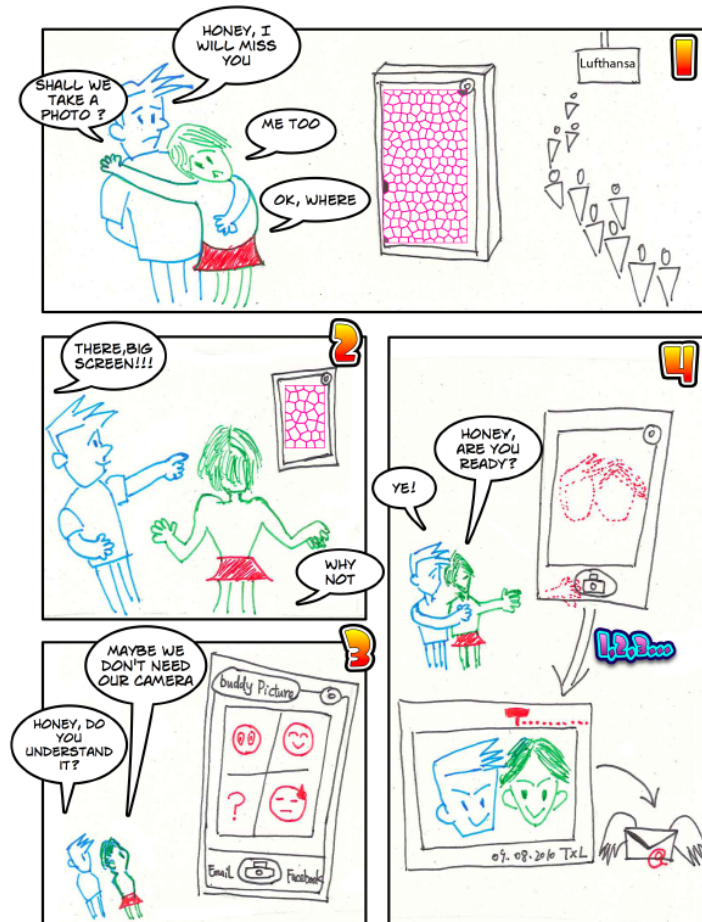 HONEY, I
WILL MISS
YOU
SHALL WE
TAKE A
PHOTO ?
ME TOO
OK, WHERE
Lufthansa
1
THERE,BIG
SCREEN!!!
2
WHY
NOT
MAYBE WE
DON'T NEED
OUR CAMERA
3
HONEY, DO
YOU
UNDERSTAND
IT?
buddy Picture
?
Email
Facebook
4
HONEY,
ARE YOU
READY?
YE!
1,2,3...
09.08.2010 TXL
@